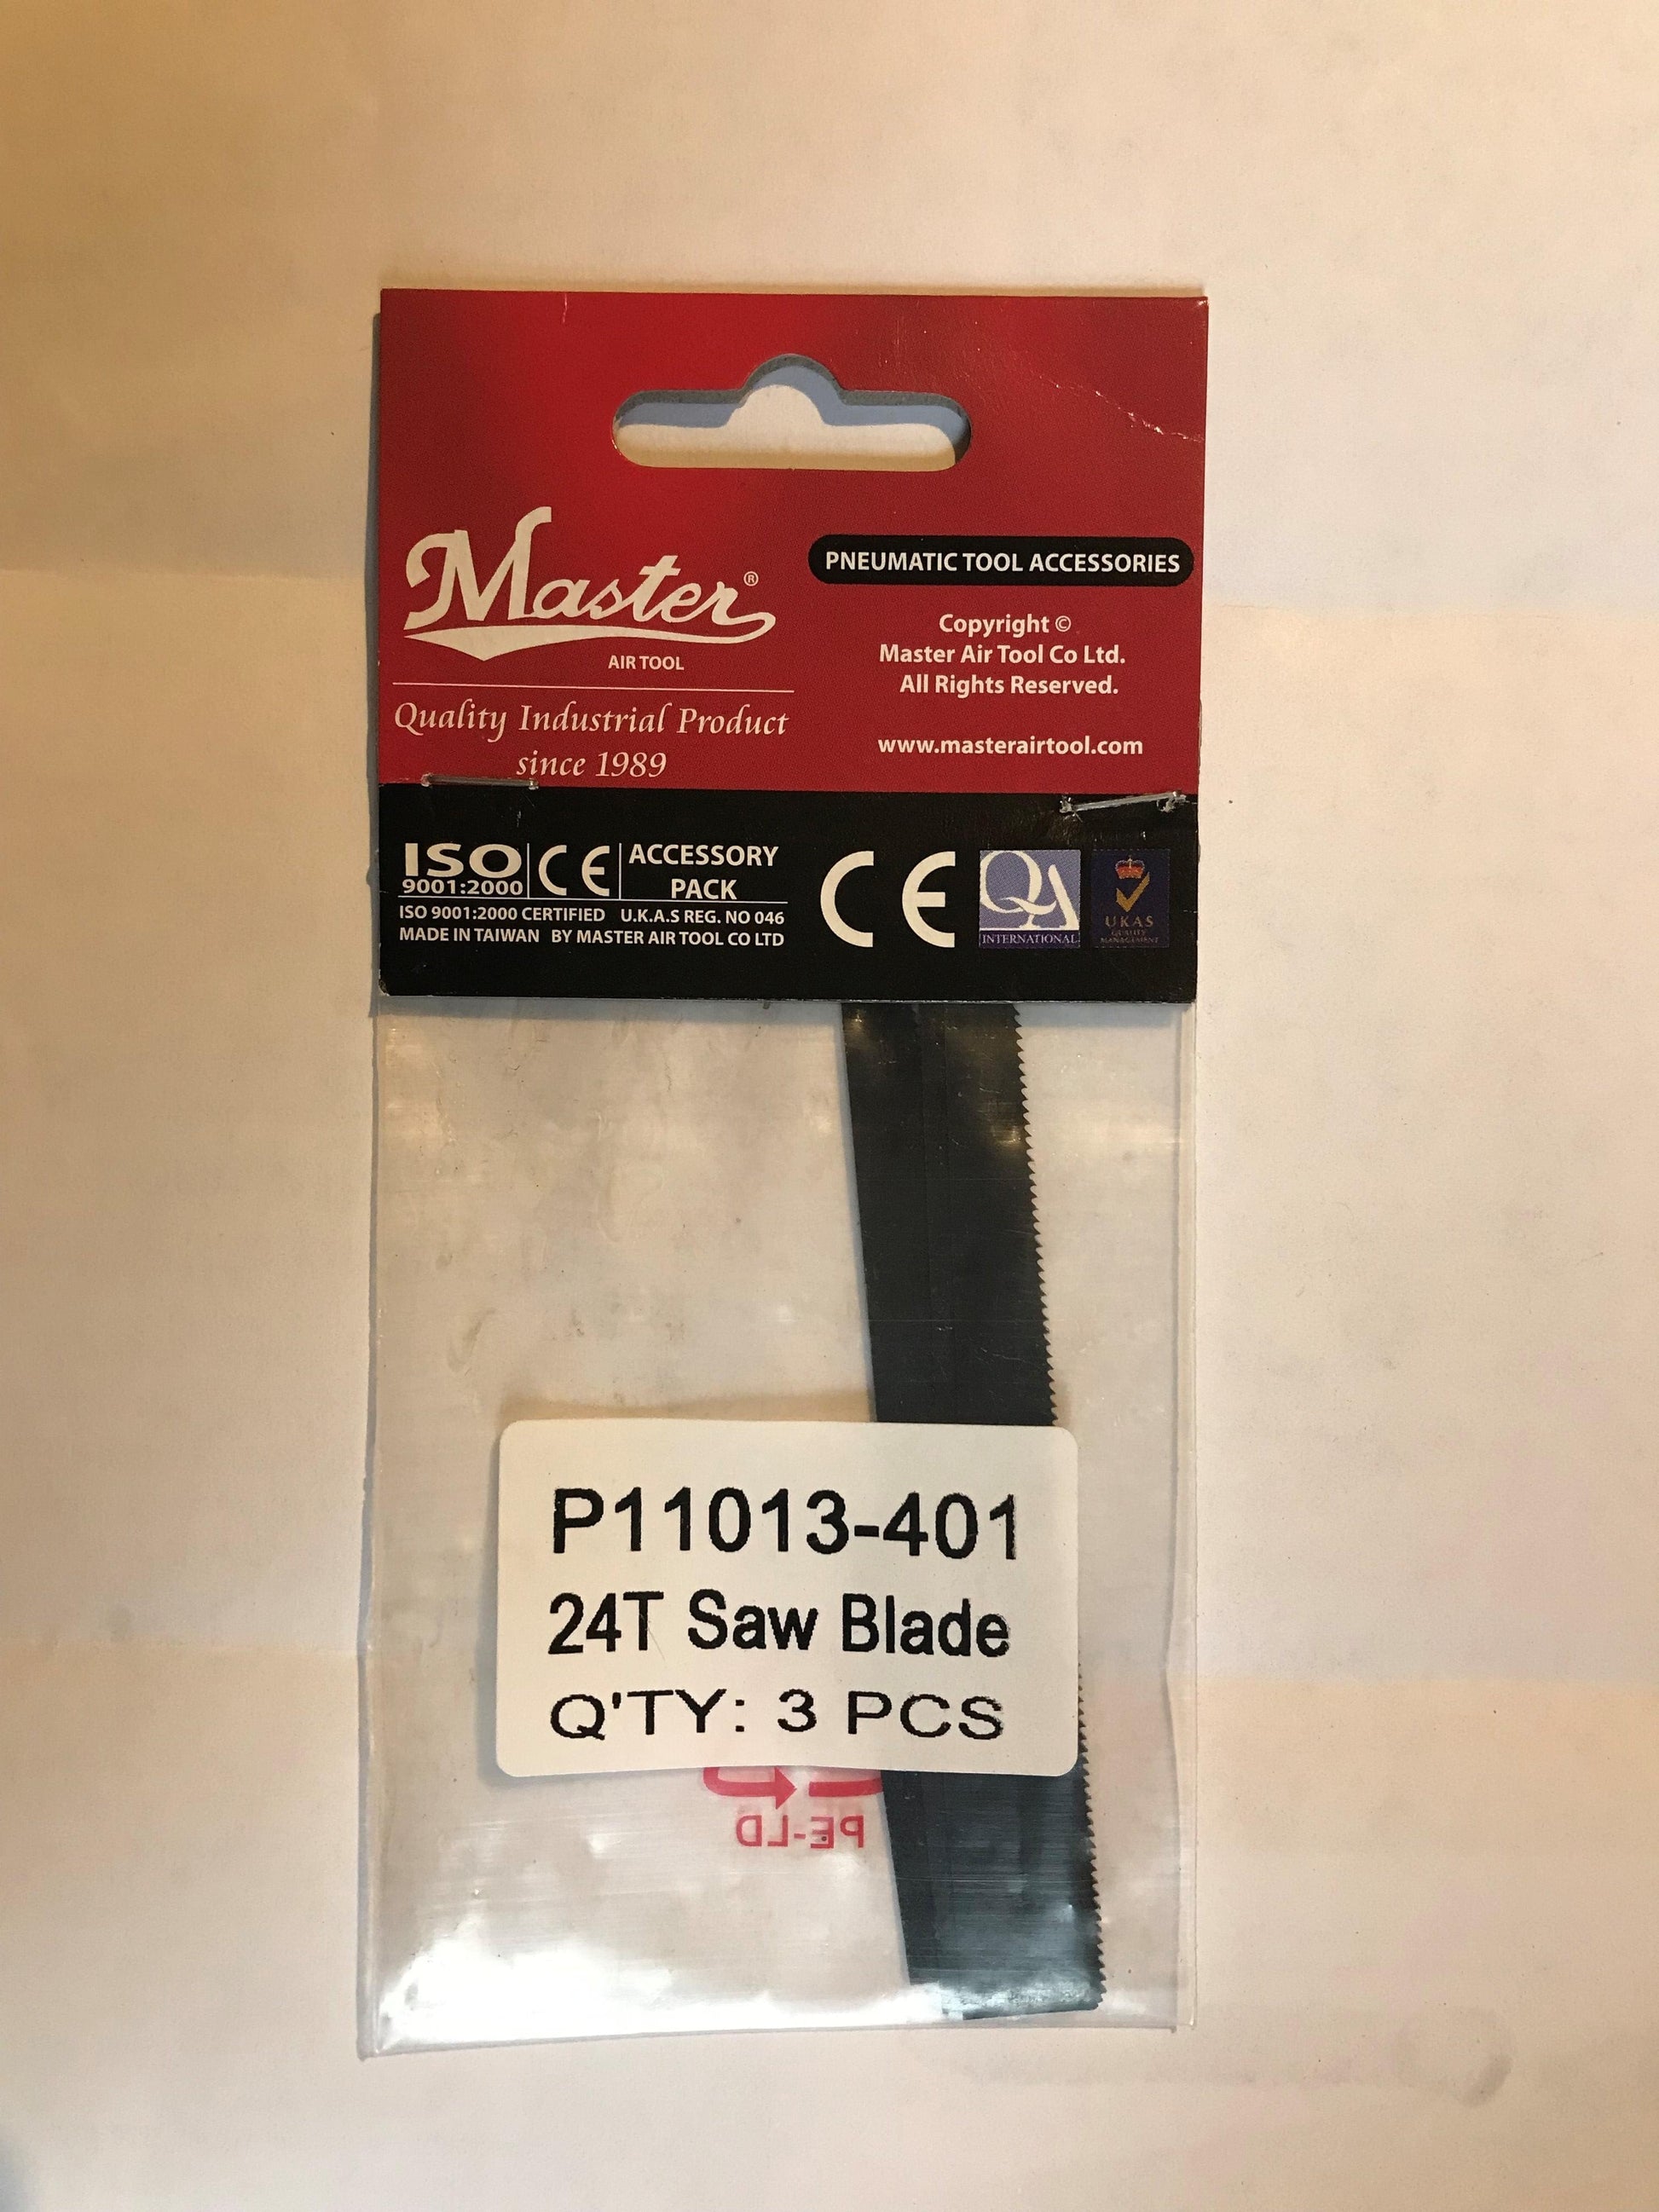 Master®
AIR TOOL
Quality Industrial Product
since 1989
PNEUMATIC TOOL ACCESSORIES
Copyright ©
Master Air Tool Co Ltd.
All Rights Reserved.
www.masterairtool.com
ISO
9001:2000
CE
ACCESSORY
PACK
ISO 9001:2000 CERTIFIED U.K.A.S REG. NO 046
MADE IN TAIWAN BY MASTER AIR TOOL CO LTD
CE
QA
INTERNATIONAL
UKAS
QUALITY
MANAGEMENT
P11013-401
24T Saw Blade
Q'TY: 3 PCS
PE-LD